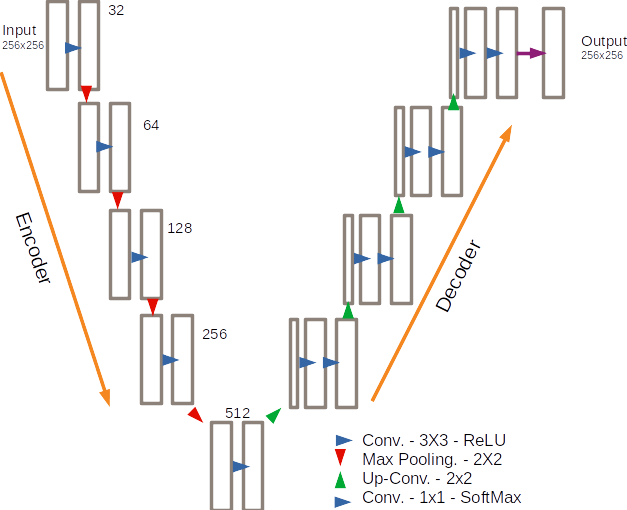 Input
256x256
32
64
128
256
512
Encoder
Decoder
Output
256x256
Conv. - 3X3 - ReLU
Max Pooling. - 2X2
Up-Conv. - 2x2
Conv. - 1x1 - SoftMax